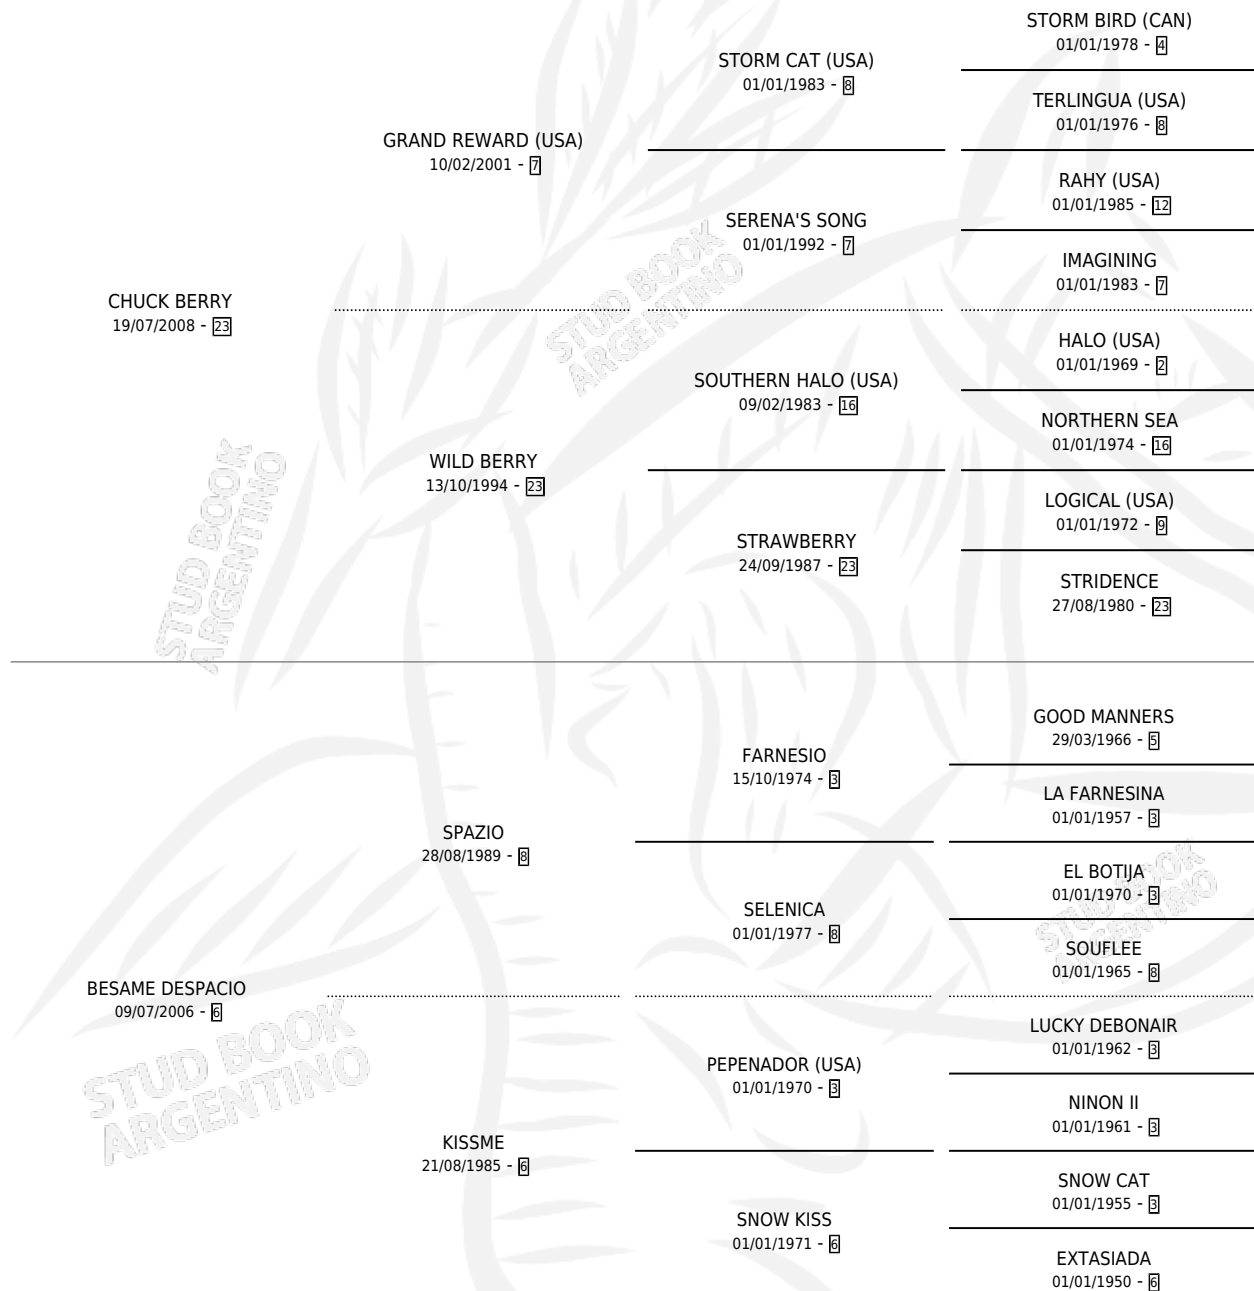 STORM BIRD (CAN)
01/01/1978 - 4
STORM CAT (USA)
01/01/1983 - 8
TERLINGUA (USA)
01/01/1976 - 8
GRAND REWARD (USA)
10/02/2001 - 7
RAHY (USA)
01/01/1985 - 12
SERENA'S SONG
01/01/1992 - 7
IMAGINING
01/01/1983 - 7
CHUCK BERRY
19/07/2008 - 23
HALO (USA)
01/01/1969 - 2
SOUTHERN HALO (USA)
09/02/1983 - 16
NORTHERN SEA
01/01/1974 - 16
WILD BERRY
13/10/1994 - 23
LOGICAL (USA)
01/01/1972 - 9
STRAWBERRY
24/09/1987 - 23
STRIDENCE
27/08/1980 - 23
STUD BOOK
ARGENTINO
STUD BOOK
ARGENTINO
GOOD MANNERS
29/03/1966 - 5
FARNESIO
15/10/1974 - 3
LA FARNESINA
01/01/1957 - 3
SPAZIO
28/08/1989 - 8
EL BOTIJA
01/01/1970 - 3
SELENICA
01/01/1977 - 8
SOUFLEE
01/01/1965 - 8
STUD BOOK
ARGENTINO
BESAME DESPACIO
09/07/2006 - 6
LUCKY DEBONAIR
01/01/1962 - 3
PEPENADOR (USA)
01/01/1970 - 3
NINON II
01/01/1961 - 3
KISSME
21/08/1985 - 6
SNOW CAT
01/01/1955 - 3
SNOW KISS
01/01/1971 - 6
EXTASIADA
01/01/1950 - 6
STUD BOOK
ARGENTINO